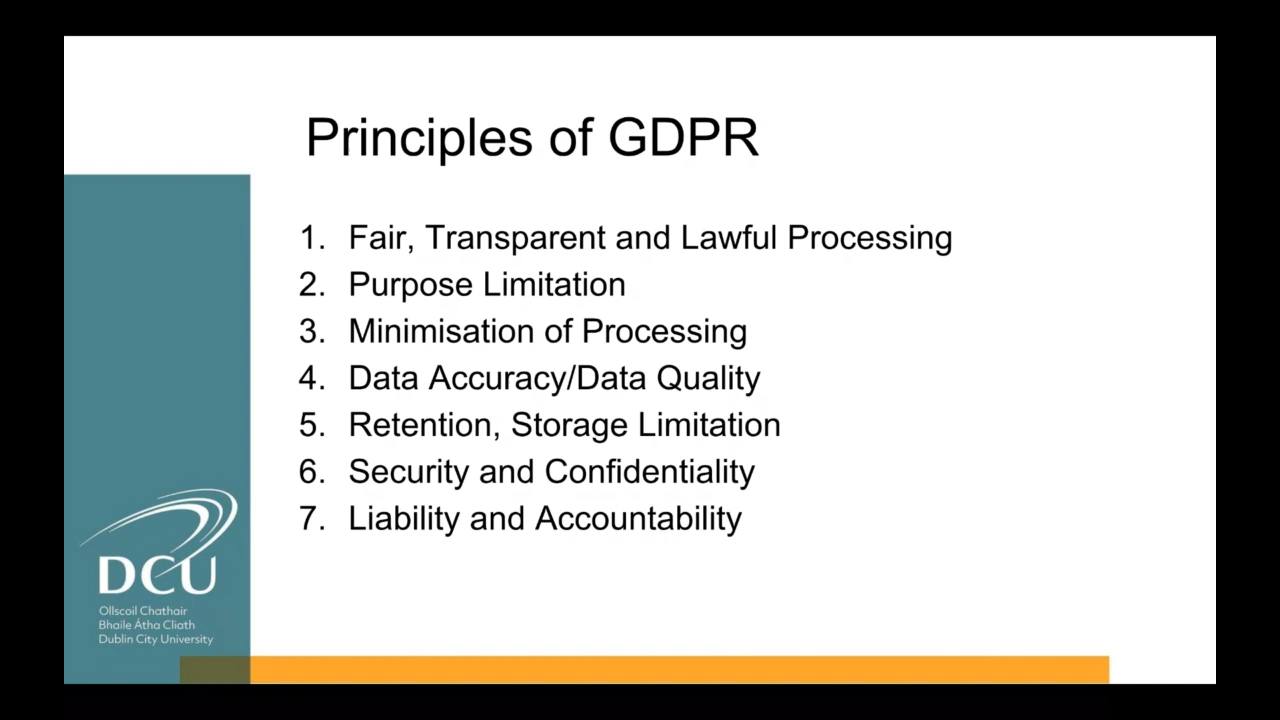 Principles of GDPR
1. Fair, Transparent and Lawful Processing
2. Purpose Limitation
3. Minimisation of Processing
4. Data Accuracy/Data Quality
5. Retention, Storage Limitation
6. Security and Confidentiality
7. Liability and Accountability
DCU
Ollscoil Chathair
Bhaile Átha Cliath
Dublin City University